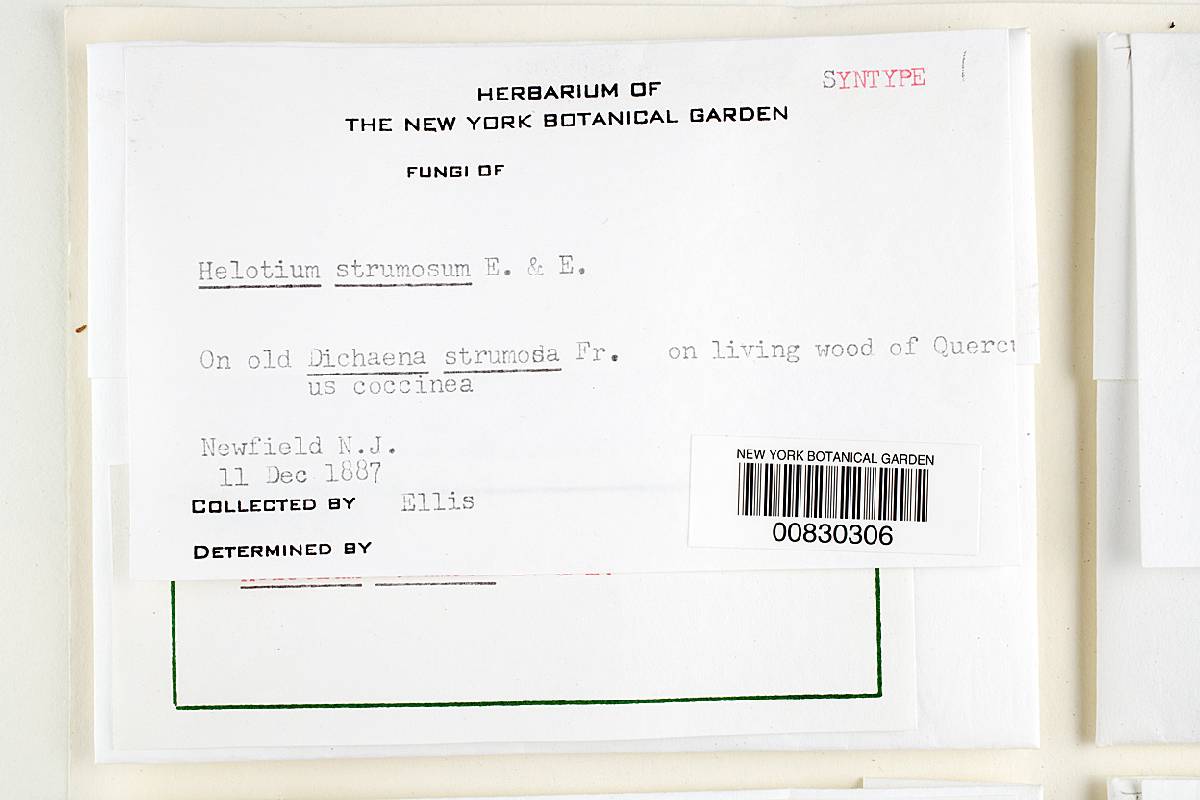 SYNTYPE
HERBARIUM OF
THE NEW YORK BOTANICAL GARDEN
FUNGI OF
Helotium strumosum E. & E.
On old Dichaena strumosa Fr. on living wood of Querc
us coccinea
Newfield N.J.
11 Dec 1887
COLLECTED BY Ellis
DETERMINED BY
NEW YORK BOTANICAL GARDEN
00830306